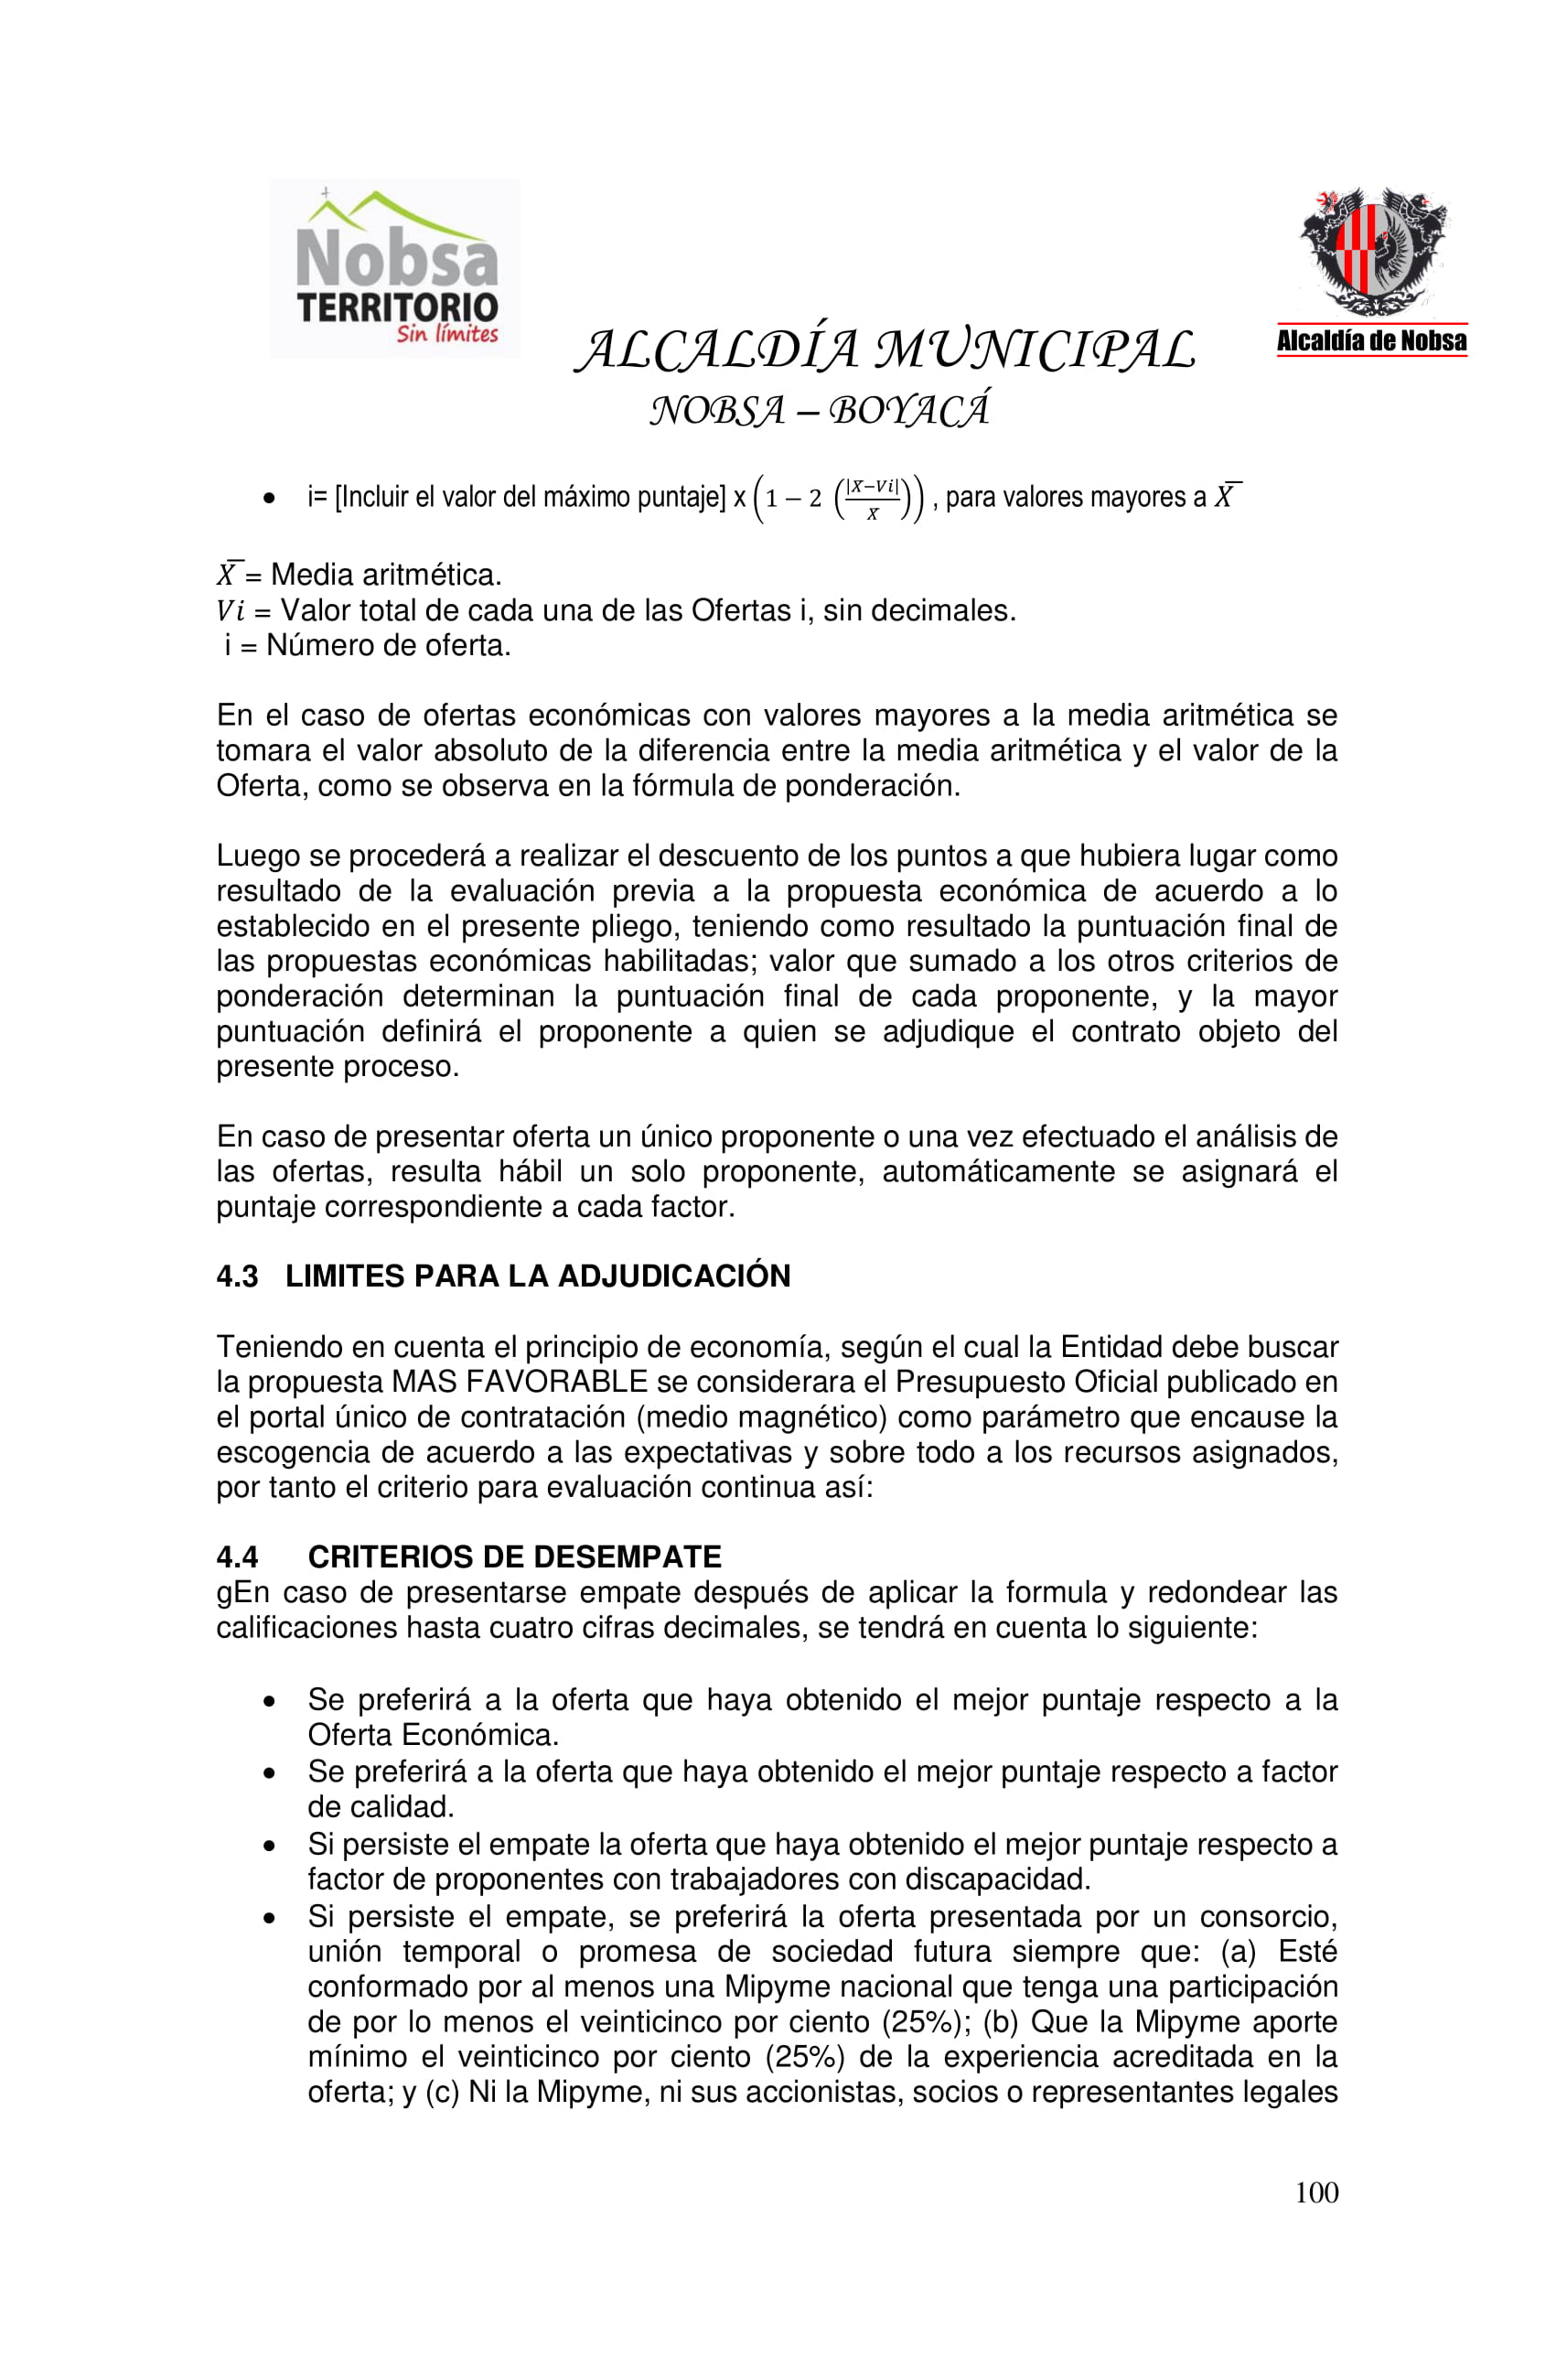 Nobsa
TERRITORIO
Sin límites
Alcaldía de Nobsa
ALCALDÍA MUNICIPAL
NOBSA – BOYACÁ
• i= [Incluir el valor del máximo puntaje] x (1 − 2 (|X̅−Vi|/X̅)) , para valores mayores a X̅
X̅ = Media aritmética.
Vi = Valor total de cada una de las Ofertas i, sin decimales.
i = Número de oferta.
En el caso de ofertas económicas con valores mayores a la media aritmética se
tomara el valor absoluto de la diferencia entre la media aritmética y el valor de la
Oferta, como se observa en la fórmula de ponderación.
Luego se procederá a realizar el descuento de los puntos a que hubiera lugar como
resultado de la evaluación previa a la propuesta económica de acuerdo a lo
establecido en el presente pliego, teniendo como resultado la puntuación final de
las propuestas económicas habilitadas; valor que sumado a los otros criterios de
ponderación determinan la puntuación final de cada proponente, y la mayor
puntuación definirá el proponente a quien se adjudique el contrato objeto del
presente proceso.
En caso de presentar oferta un único proponente o una vez efectuado el análisis de
las ofertas, resulta hábil un solo proponente, automáticamente se asignará el
puntaje correspondiente a cada factor.
4.3 LIMITES PARA LA ADJUDICACIÓN
Teniendo en cuenta el principio de economía, según el cual la Entidad debe buscar
la propuesta MAS FAVORABLE se considerara el Presupuesto Oficial publicado en
el portal único de contratación (medio magnético) como parámetro que encause la
escogencia de acuerdo a las expectativas y sobre todo a los recursos asignados,
por tanto el criterio para evaluación continua así:
4.4 CRITERIOS DE DESEMPATE
gEn caso de presentarse empate después de aplicar la formula y redondear las
calificaciones hasta cuatro cifras decimales, se tendrá en cuenta lo siguiente:
• Se preferirá a la oferta que haya obtenido el mejor puntaje respecto a la
Oferta Económica.
• Se preferirá a la oferta que haya obtenido el mejor puntaje respecto a factor
de calidad.
• Si persiste el empate la oferta que haya obtenido el mejor puntaje respecto a
factor de proponentes con trabajadores con discapacidad.
• Si persiste el empate, se preferirá la oferta presentada por un consorcio,
unión temporal o promesa de sociedad futura siempre que: (a) Esté
conformado por al menos una Mipyme nacional que tenga una participación
de por lo menos el veinticinco por ciento (25%); (b) Que la Mipyme aporte
mínimo el veinticinco por ciento (25%) de la experiencia acreditada en la
oferta; y (c) Ni la Mipyme, ni sus accionistas, socios o representantes legales
100